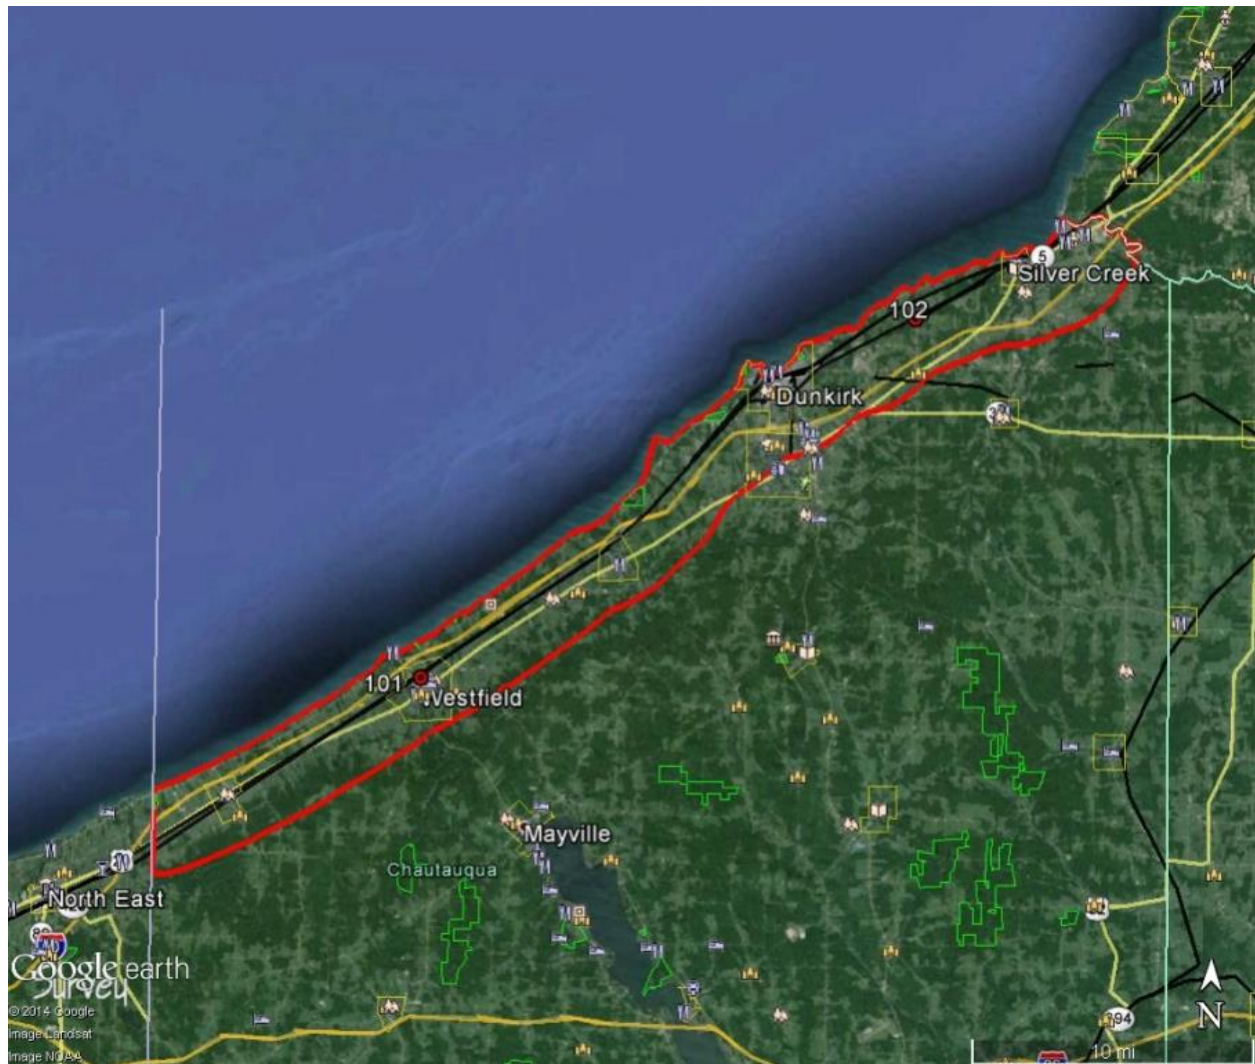 5
Silver Creek
102
Dunkirk
101
Westfield
Mayville
Chautauqua
North East
Google earth
Survey
© 2014 Google
Image Landsat
Image NOAA
394
N
10 mi